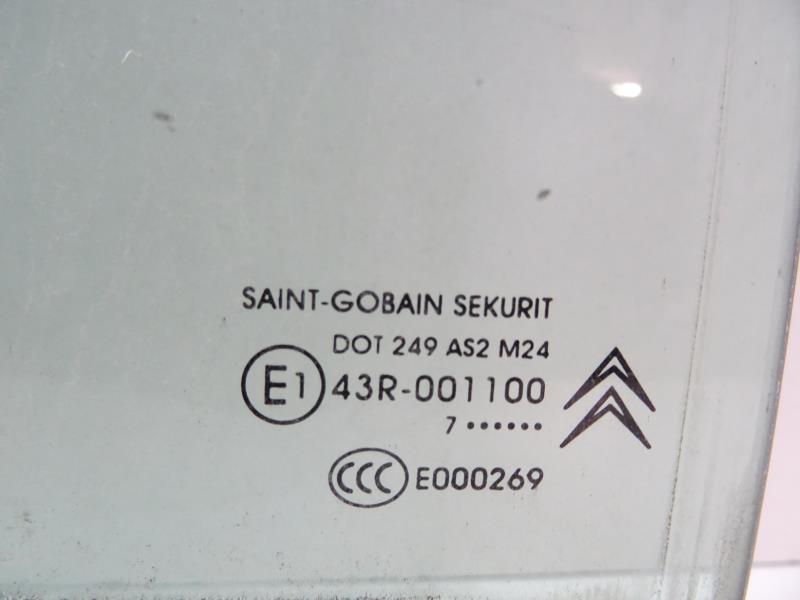 SAINT-GOBAIN SEKURIT
DOT 249 AS2 M24
E1 43R-001100
7 ••••••
CCC E000269